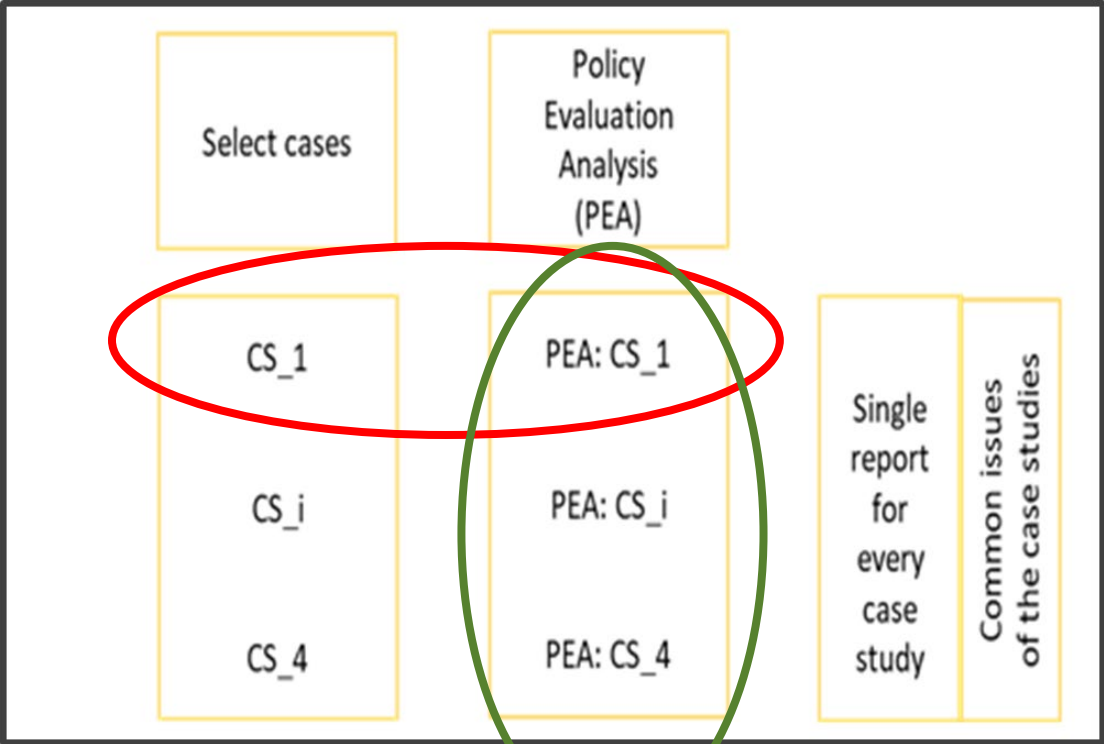 Select cases
Policy
Evaluation
Analysis
(PEA)
CS_1
PEA: CS_1
CS_i
PEA: CS_i
CS_4
PEA: CS_4
Single
report
for
every
case
study
Common issues
of the case studies